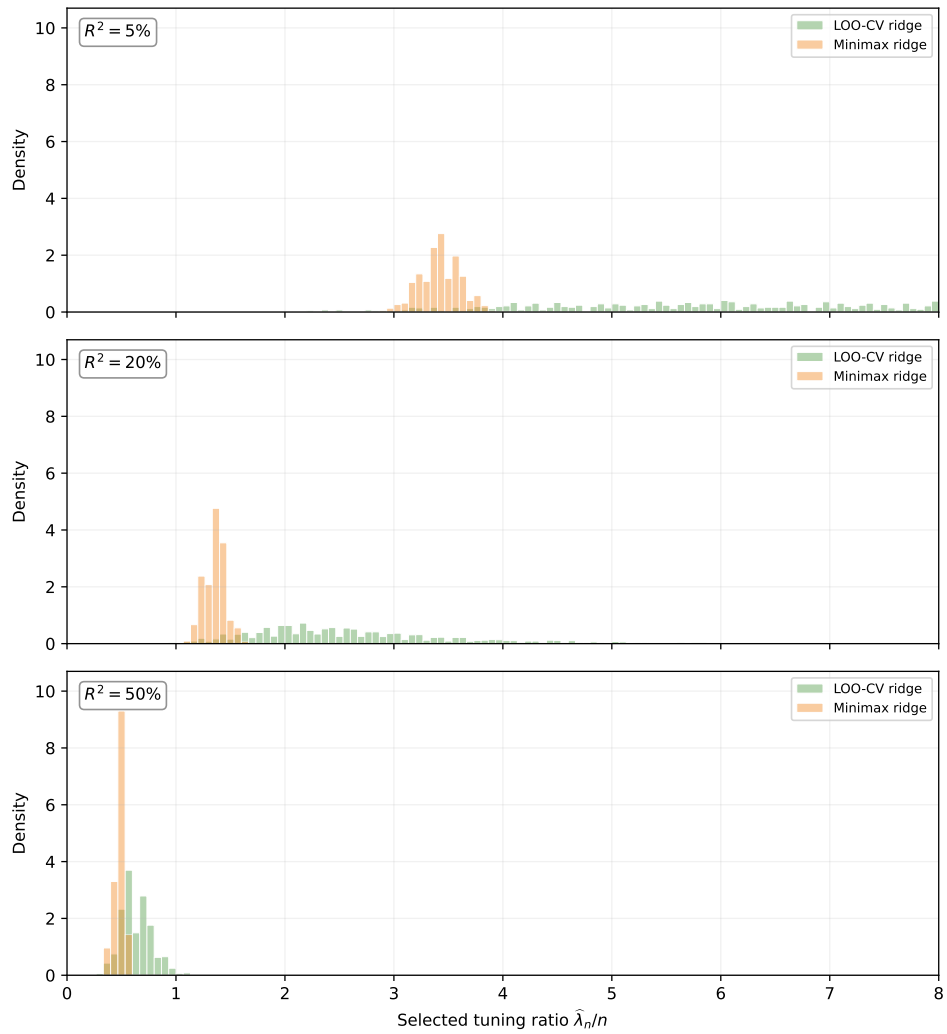 R² = 5%
LOO-CV ridge
Minimax ridge
10
8
6
4
2
0
Density
R² = 20%
LOO-CV ridge
Minimax ridge
10
8
6
4
2
0
Density
R² = 50%
LOO-CV ridge
Minimax ridge
10
8
6
4
2
0
Density
0 1 2 3 4 5 6 7 8
Selected tuning ratio λ̂ₙ/n